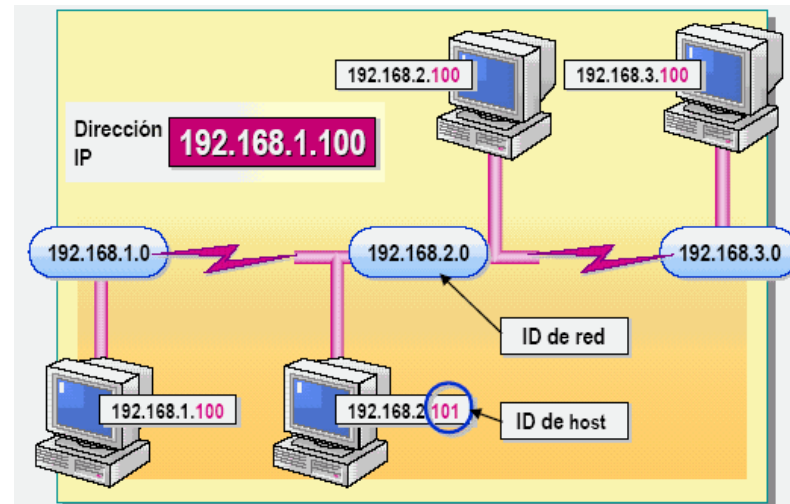 192.168.2.100
192.168.3.100
Dirección
IP
192.168.1.100
192.168.1.0
192.168.2.0
192.168.3.0
ID de red
192.168.1.100
192.168.2.101
ID de host